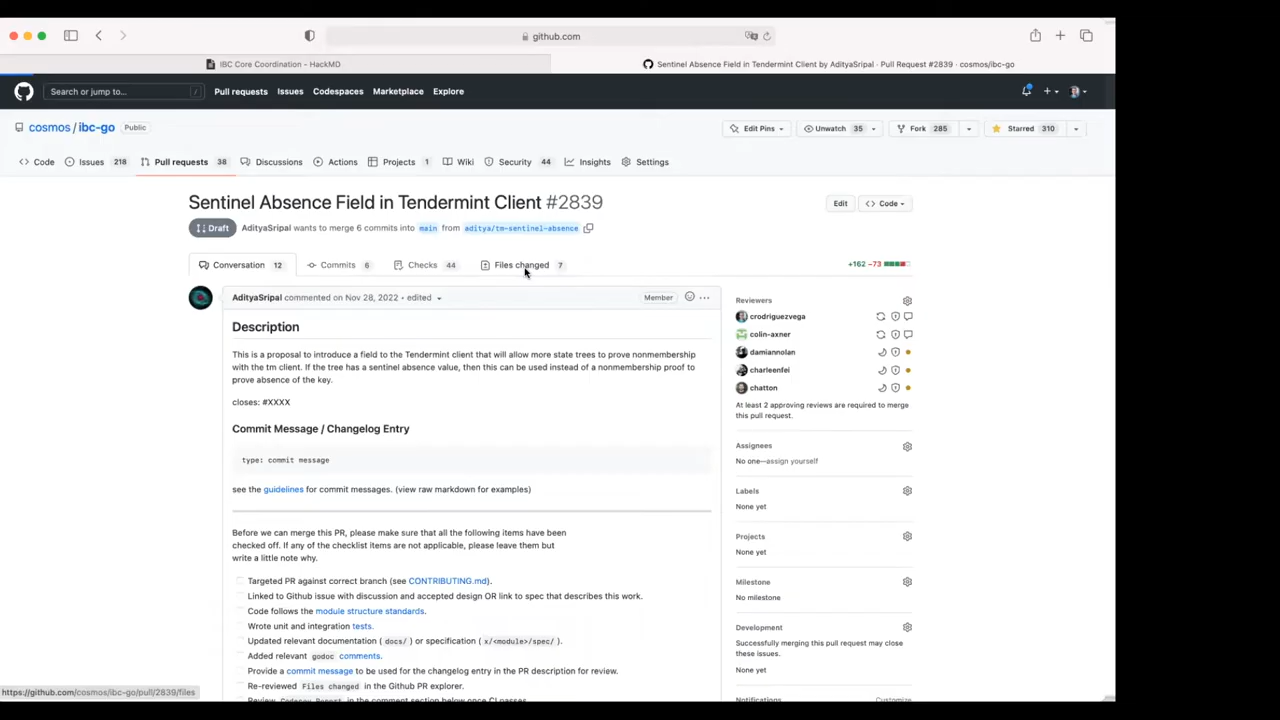 github.com
IBC Core Coordination - HackMD
Sentinel Absence Field in Tendermint Client by AdityaSripal · Pull Request #2839 · cosmos/ibc-go
Search or jump to...
/
Pull requests
Issues
Codespaces
Marketplace
Explore
cosmos / ibc-go
Public
Edit Pins
Unwatch 35
Fork 285
Starred 310
Code
Issues 218
Pull requests 38
Discussions
Actions
Projects 1
Wiki
Security 44
Insights
Settings
Sentinel Absence Field in Tendermint Client #2839
Edit
<> Code
Draft
AdityaSripal wants to merge 6 commits into main from aditya/tm-sentinel-absence
Conversation 12
Commits 6
Checks 44
Files changed 7
+162 −73
AdityaSripal commented on Nov 28, 2022 • edited
Member
Description
This is a proposal to introduce a field to the Tendermint client that will allow more state trees to prove nonmembership
with the tm client. If the tree has a sentinel absence value, then this can be used instead of a nonmembership proof to
prove absence of the key.
closes: #XXXX
Commit Message / Changelog Entry
type: commit message
see the guidelines for commit messages. (view raw markdown for examples)
Before we can merge this PR, please make sure that all the following items have been
checked off. If any of the checklist items are not applicable, please leave them but
write a little note why.
Targeted PR against correct branch (see CONTRIBUTING.md).
Linked to Github issue with discussion and accepted design OR link to spec that describes this work.
Code follows the module structure standards.
Wrote unit and integration tests.
Updated relevant documentation ( docs/ ) or specification ( x/<module>/spec/ ).
Added relevant godoc comments.
Provide a commit message to be used for the changelog entry in the PR description for review.
Re-reviewed Files changed in the Github PR explorer.
Review Codecov Report in the comment section below once CI passes.
Reviewers
crodriguezvega
colin-axner
damiannolan
charleenfei
chatton
At least 2 approving reviews are required to merge
this pull request.
Assignees
No one—assign yourself
Labels
None yet
Projects
None yet
Milestone
No milestone
Development
Successfully merging this pull request may close
these issues.
None yet
Notifications
Customize
https://github.com/cosmos/ibc-go/pull/2839/files